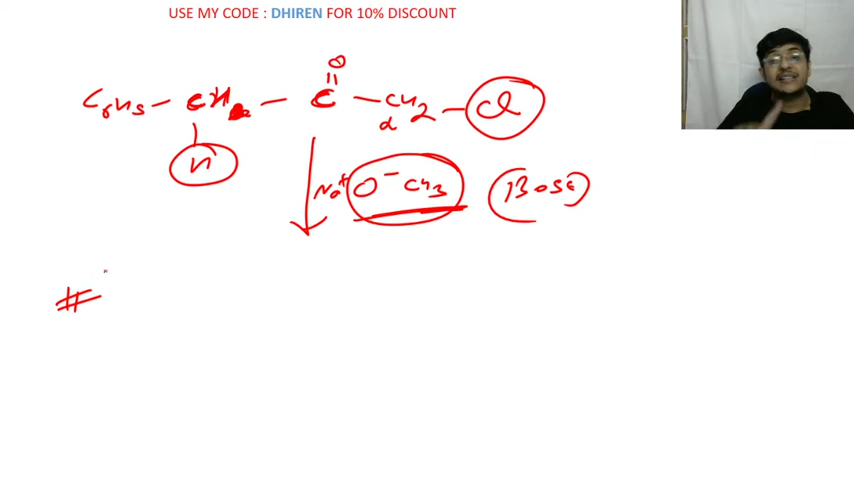 USE MY CODE : DHIREN FOR 10% DISCOUNT
O
C6H5 — CH — C — CH2 — Cl
α
H
Na+ O- CH3 Base
#